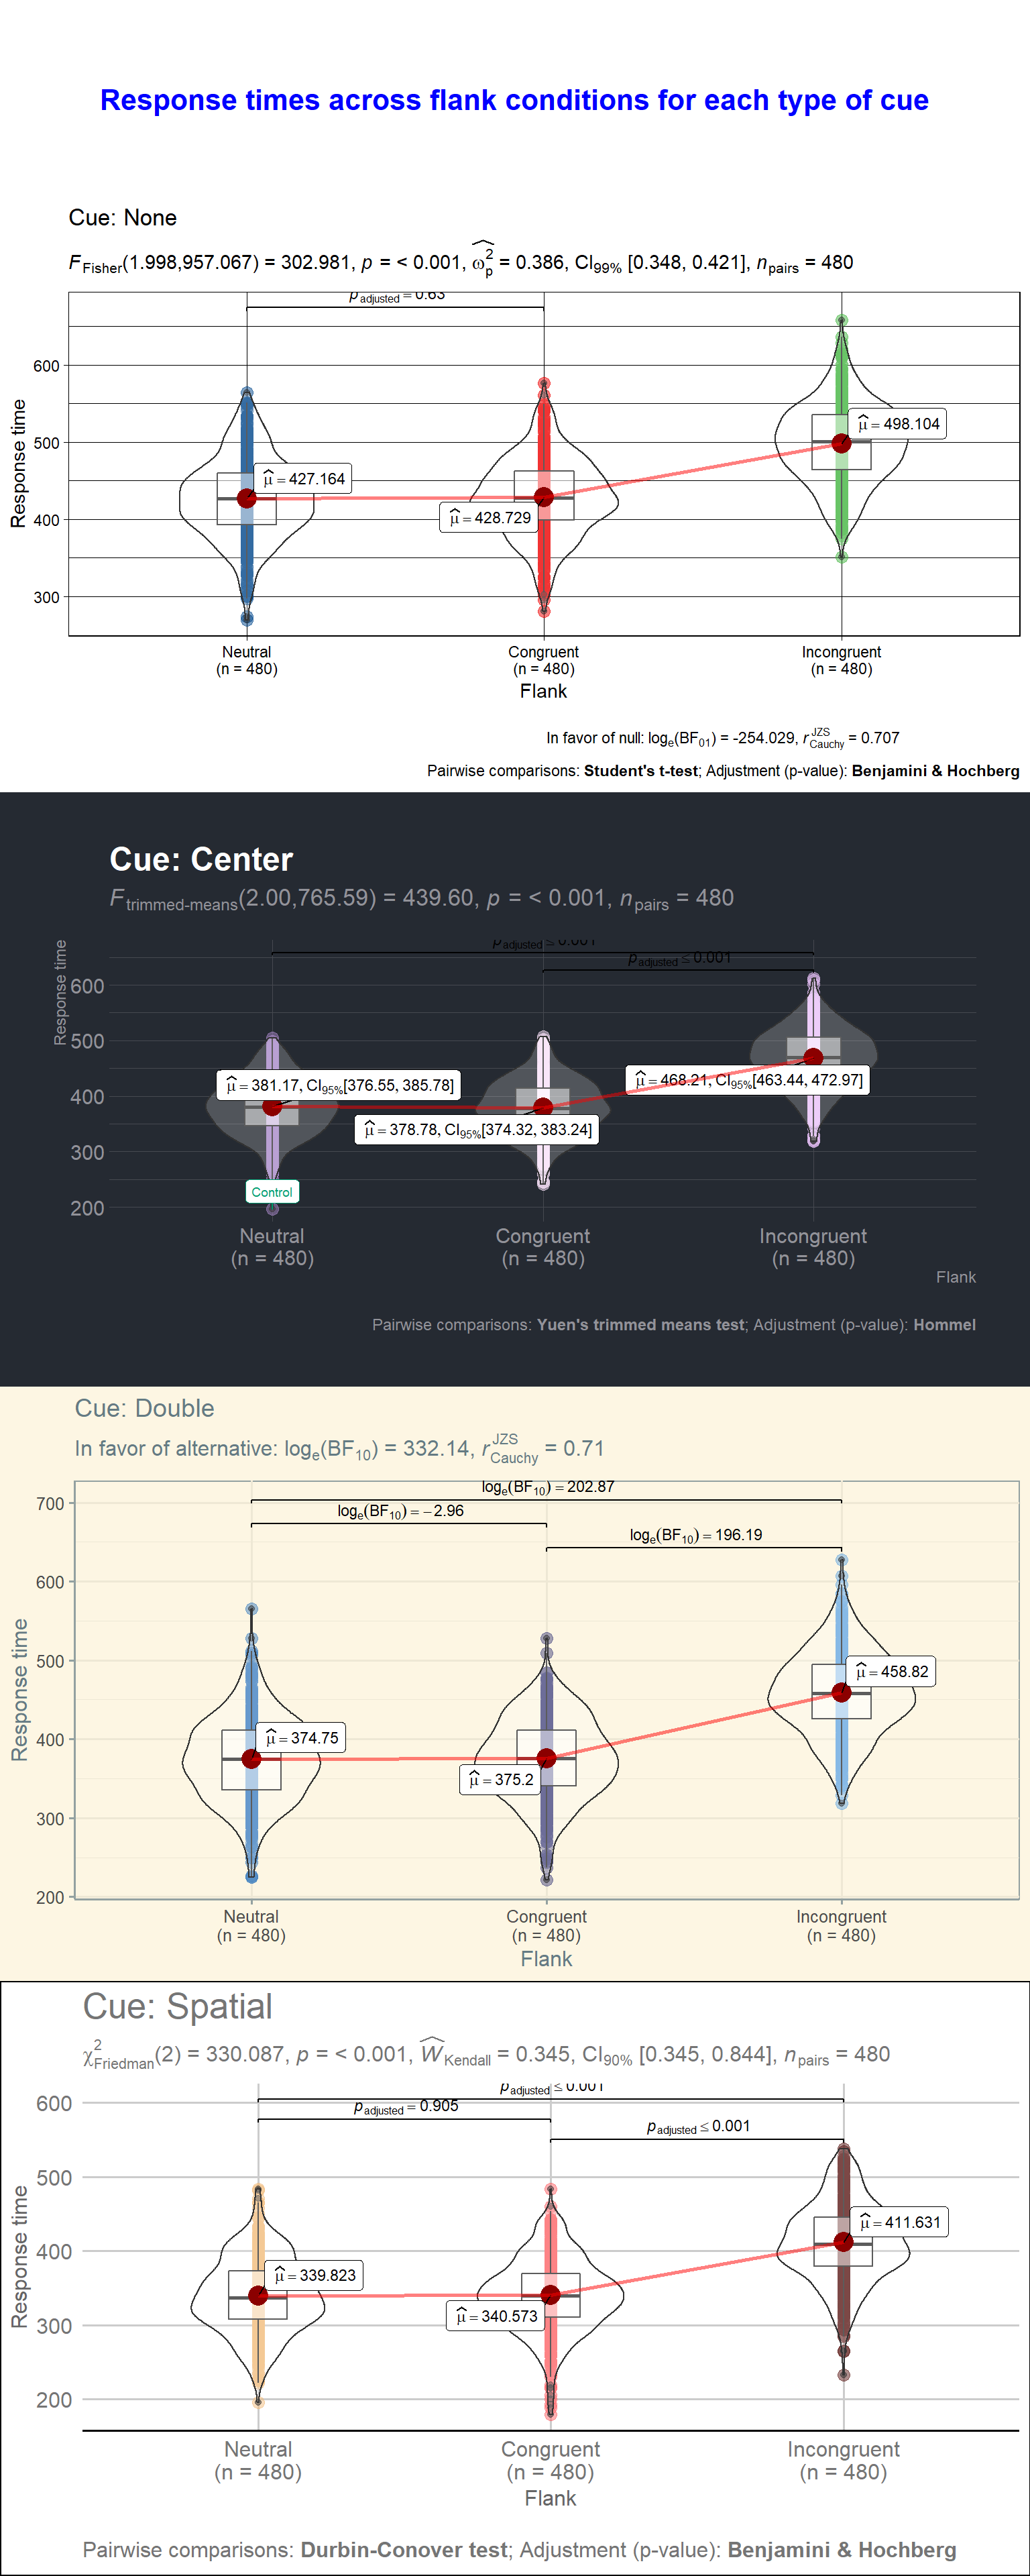 Response times across flank conditions for each type of cue
Cue: None
F Fisher(1.998,957.067) = 302.981, p = < 0.001, ω̂²p = 0.386, CI99% [0.348, 0.421], npairs = 480
padjusted = 0.63
600
500
400
300
Response time
μ̂ = 427.164
μ̂ = 428.729
μ̂ = 498.104
Neutral
(n = 480)
Congruent
(n = 480)
Incongruent
(n = 480)
Flank
In favor of null: loge(BF01) = -254.029, rJZS Cauchy = 0.707
Pairwise comparisons: Student's t-test; Adjustment (p-value): Benjamini & Hochberg
Cue: Center
F trimmed-means(2.00,765.59) = 439.60, p = < 0.001, npairs = 480
padjusted ≤ 0.001
padjusted ≤ 0.001
600
500
400
300
200
Response time
μ̂ = 381.17, CI95%[376.55, 385.78]
μ̂ = 378.78, CI95%[374.32, 383.24]
μ̂ = 468.21, CI95%[463.44, 472.97]
Control
Neutral
(n = 480)
Congruent
(n = 480)
Incongruent
(n = 480)
Flank
Pairwise comparisons: Yuen's trimmed means test; Adjustment (p-value): Hommel
Cue: Double
In favor of alternative: loge(BF10) = 332.14, rJZS Cauchy = 0.71
loge(BF10) = 202.87
loge(BF10) = −2.96
loge(BF10) = 196.19
700
600
500
400
300
200
Response time
μ̂ = 374.75
μ̂ = 375.2
μ̂ = 458.82
Neutral
(n = 480)
Congruent
(n = 480)
Incongruent
(n = 480)
Flank
Cue: Spatial
χ²Friedman(2) = 330.087, p = < 0.001, ŴKendall = 0.345, CI90% [0.345, 0.844], npairs = 480
padjusted ≤ 0.001
padjusted = 0.905
padjusted ≤ 0.001
600
500
400
300
200
Response time
μ̂ = 339.823
μ̂ = 340.573
μ̂ = 411.631
Neutral
(n = 480)
Congruent
(n = 480)
Incongruent
(n = 480)
Flank
Pairwise comparisons: Durbin-Conover test; Adjustment (p-value): Benjamini & Hochberg